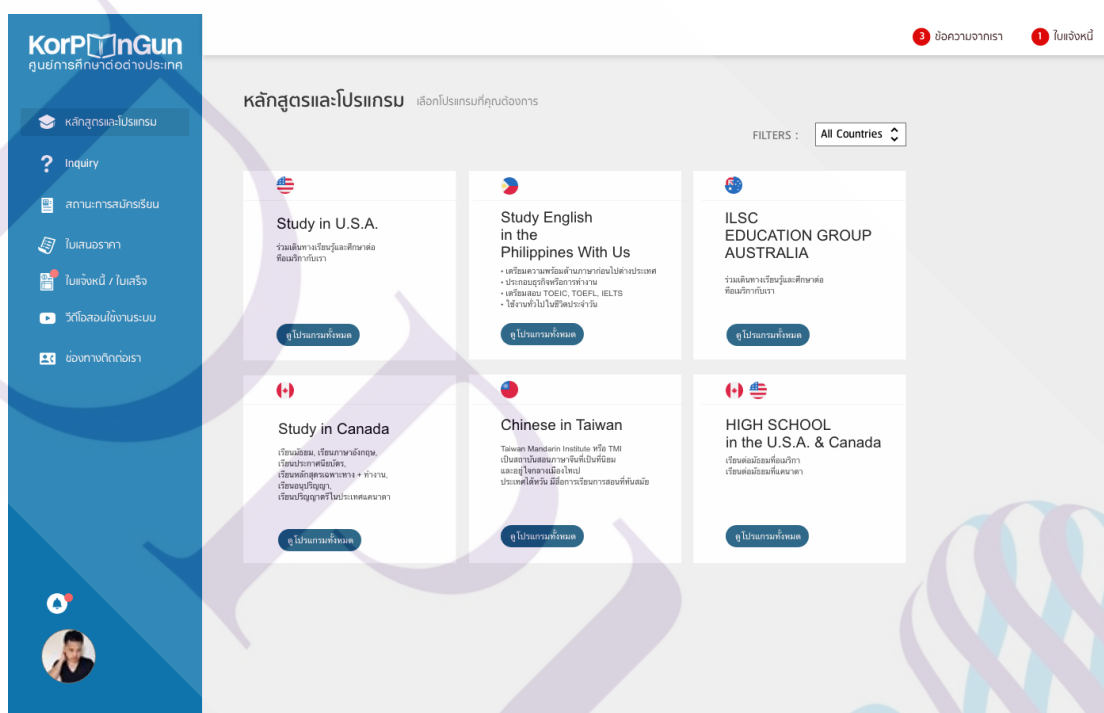 KorPUnGun
ศูนย์การศึกษาต่อต่างประเทศ
3 ข้อความจากเรา
1 ใบแจ้งหนี้
หลักสูตรและโปรแกรม
Inquiry
สถานะการสมัครเรียน
ใบเสนอราคา
ใบแจ้งหนี้ / ใบเสร็จ
วีดีโอสอนใช้งานระบบ
ช่องทางติดต่อเรา
หลักสูตรและโปรแกรม เลือกโปรแกรมที่คุณต้องการ
FILTERS : All Countries
Study in U.S.A.
ร่วมเดินทางเรียนรู้และศึกษาต่อ
ที่อเมริกากับเรา
ดูโปรแกรมทั้งหมด
Study English
in the
Philippines With Us
• เตรียมความพร้อมด้านภาษาก่อนไปต่างประเทศ
• ประกอบธุรกิจหรือการทำงาน
• เตรียมสอบ TOEIC, TOEFL, IELTS
• ใช้งานทั่วไปในชีวิตประจำวัน
ดูโปรแกรมทั้งหมด
ILSC
EDUCATION GROUP
AUSTRALIA
ร่วมเดินทางเรียนรู้และศึกษาต่อ
ที่อเมริกากับเรา
ดูโปรแกรมทั้งหมด
Study in Canada
เรียนมัธยม, เรียนภาษาอังกฤษ,
เรียนประกาศนียบัตร,
เรียนหลักสูตรเฉพาะทาง + ทำงาน,
เรียนอนุปริญญา,
เรียนปริญญาตรีในประเทศแคนาดา
ดูโปรแกรมทั้งหมด
Chinese in Taiwan
Taiwan Mandarin Institute หรือ TMI
เป็นสถาบันสอนภาษาจีนที่เป็นที่นิยม
และอยู่ใจกลางเมืองไทเป
ประเทศไต้หวัน มีสื่อการเรียนการสอนที่ทันสมัย
ดูโปรแกรมทั้งหมด
HIGH SCHOOL
in the U.S.A. & Canada
เรียนต่อมัธยมที่อเมริกา
เรียนต่อมัธยมที่แคนาดา
ดูโปรแกรมทั้งหมด